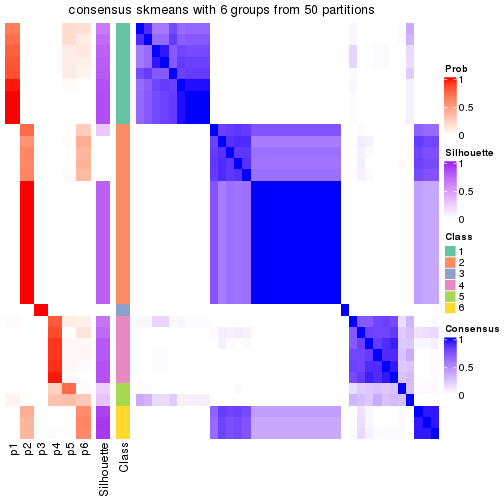 consensus skmeans with 6 groups from 50 partitions
Prob
1
0.5
0
Silhouette
1
0.5
0
Class
1
2
3
4
5
6
Consensus
1
0.5
0
p1
p2
p3
p4
p5
p6
Silhouette
Class